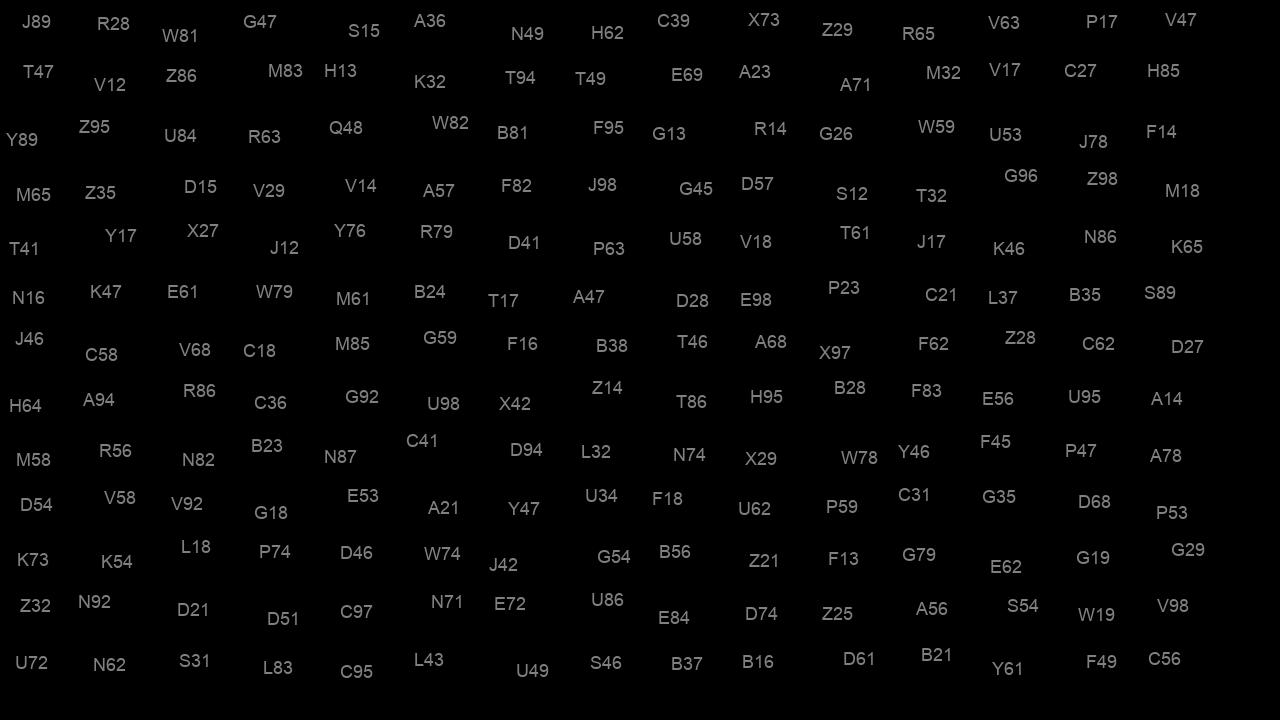 J89 R28 W81 G47 S15 A36 N49 H62 C39 X73 Z29 R65 V63 P17 V47
T47 V12 Z86 M83 H13 K32 T94 T49 E69 A23 A71 M32 V17 C27 H85
Y89 Z95 U84 R63 Q48 W82 B81 F95 G13 R14 G26 W59 U53 J78 F14
M65 Z35 D15 V29 V14 A57 F82 J98 G45 D57 S12 T32 G96 Z98 M18
T41 Y17 X27 J12 Y76 R79 D41 P63 U58 V18 T61 J17 K46 N86 K65
N16 K47 E61 W79 M61 B24 T17 A47 D28 E98 P23 C21 L37 B35 S89
J46 C58 V68 C18 M85 G59 F16 B38 T46 A68 X97 F62 Z28 C62 D27
H64 A94 R86 C36 G92 U98 X42 Z14 T86 H95 B28 F83 E56 U95 A14
M58 R56 N82 B23 N87 C41 D94 L32 N74 X29 W78 Y46 F45 P47 A78
D54 V58 V92 G18 E53 A21 Y47 U34 F18 U62 P59 C31 G35 D68 P53
K73 K54 L18 P74 D46 W74 J42 G54 B56 Z21 F13 G79 E62 G19 G29
Z32 N92 D21 D51 C97 N71 E72 U86 E84 D74 Z25 A56 S54 W19 V98
U72 N62 S31 L83 C95 L43 U49 S46 B37 B16 D61 B21 Y61 F49 C56